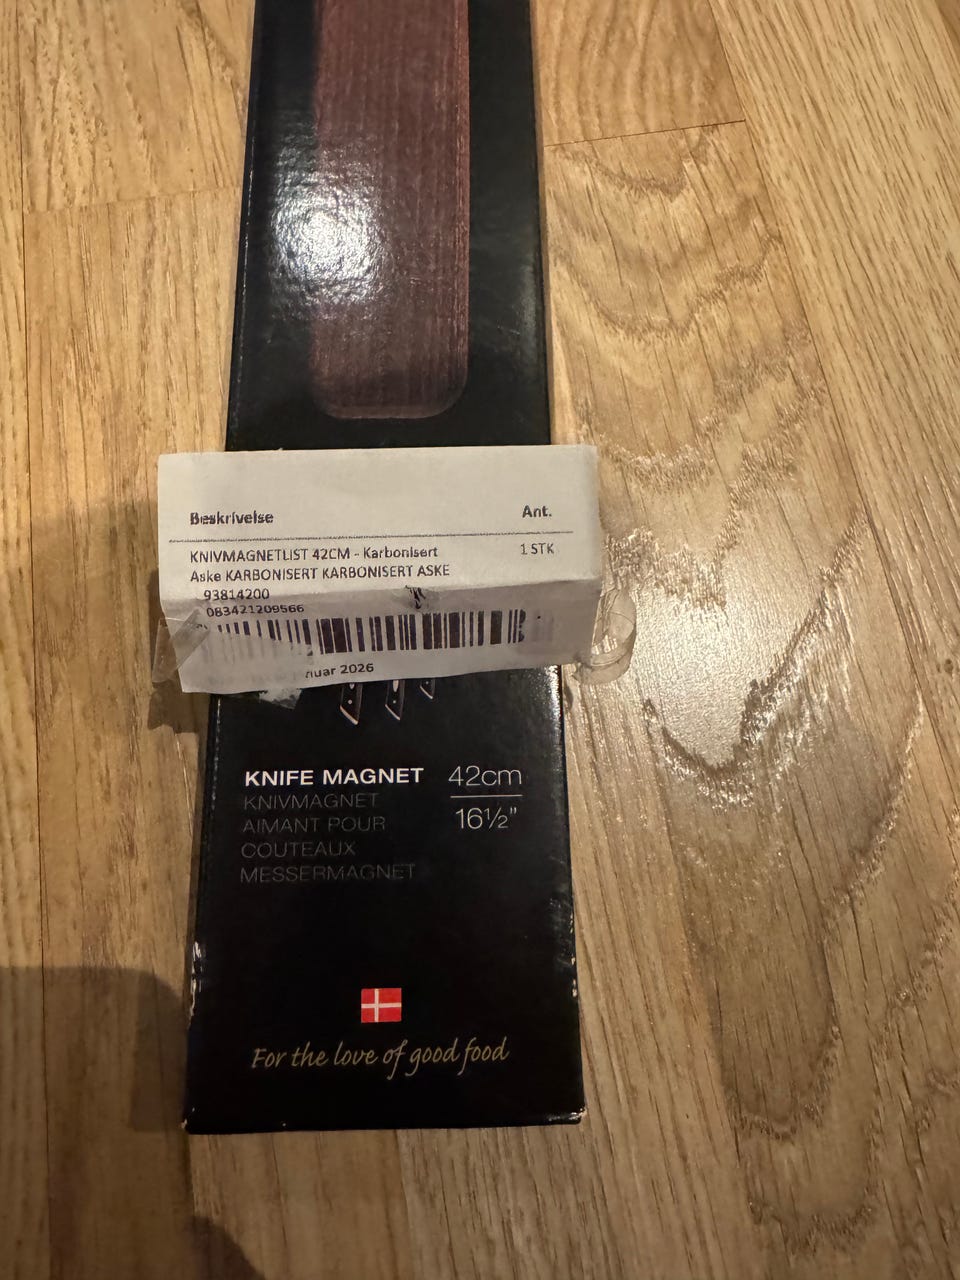 Beskrivelse Ant.
KNIVMAGNETLIST 42CM - Karbonisert 1 STK
Aske KARBONISERT KARBONISERT ASKE
93814200
083421209566
nuar 2026
KNIFE MAGNET 42cm
KNIVMAGNET 16½"
AIMANT POUR
COUTEAUX
MESSERMAGNET
For the love of good food